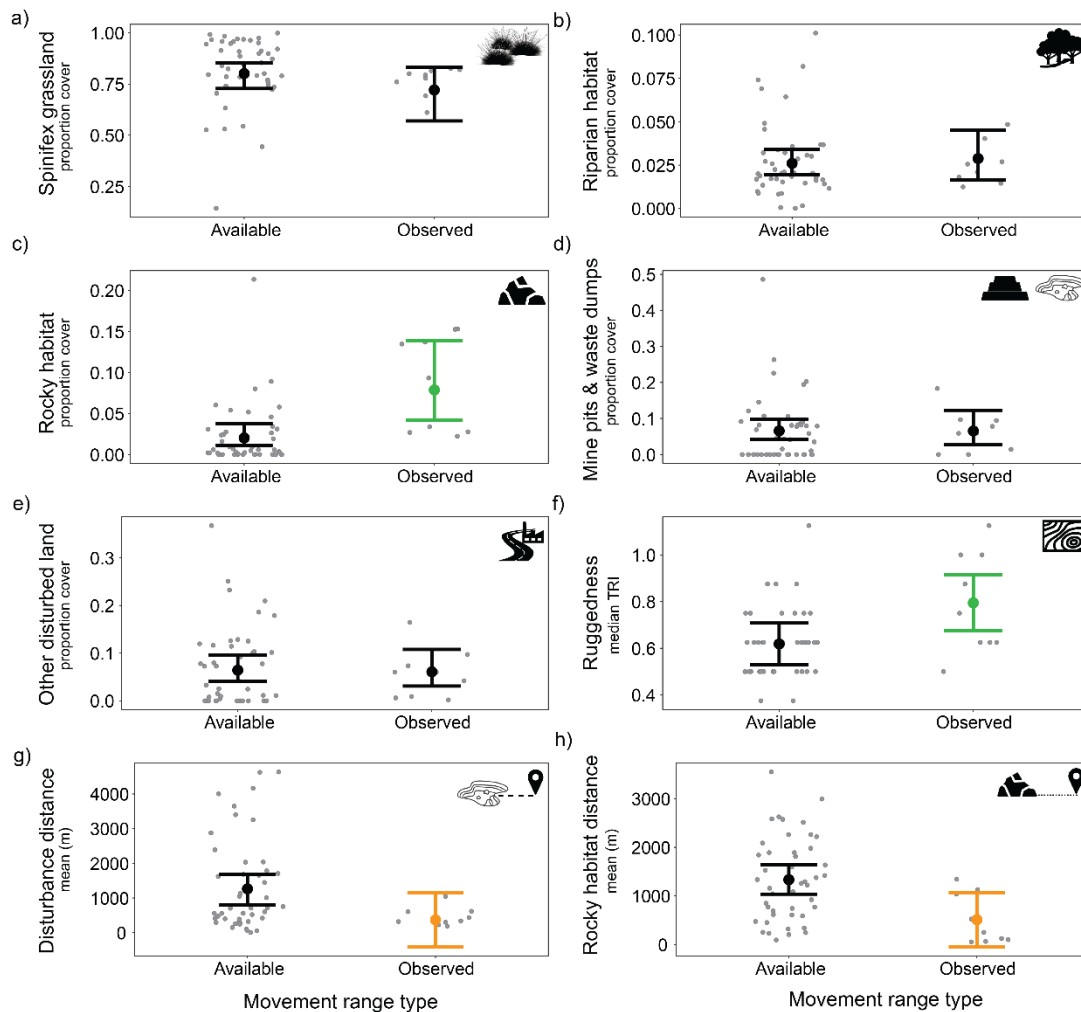 a)
Spinifex grassland
proportion cover
1.00
0.75
0.50
0.25
Available
Observed
b)
Riparian habitat
proportion cover
0.100
0.075
0.050
0.025
0.000
Available
Observed
c)
Rocky habitat
proportion cover
0.20
0.15
0.10
0.05
0.00
Available
Observed
d)
Mine pits & waste dumps
proportion cover
0.5
0.4
0.3
0.2
0.1
0.0
Available
Observed
e)
Other disturbed land
proportion cover
0.3
0.2
0.1
0.0
Available
Observed
f)
Ruggedness
median TRI
1.0
0.8
0.6
0.4
Available
Observed
g)
Disturbance distance
mean (m)
4000
3000
2000
1000
0
Available
Observed
Movement range type
h)
Rocky habitat distance
mean (m)
3000
2000
1000
0
Available
Observed
Movement range type